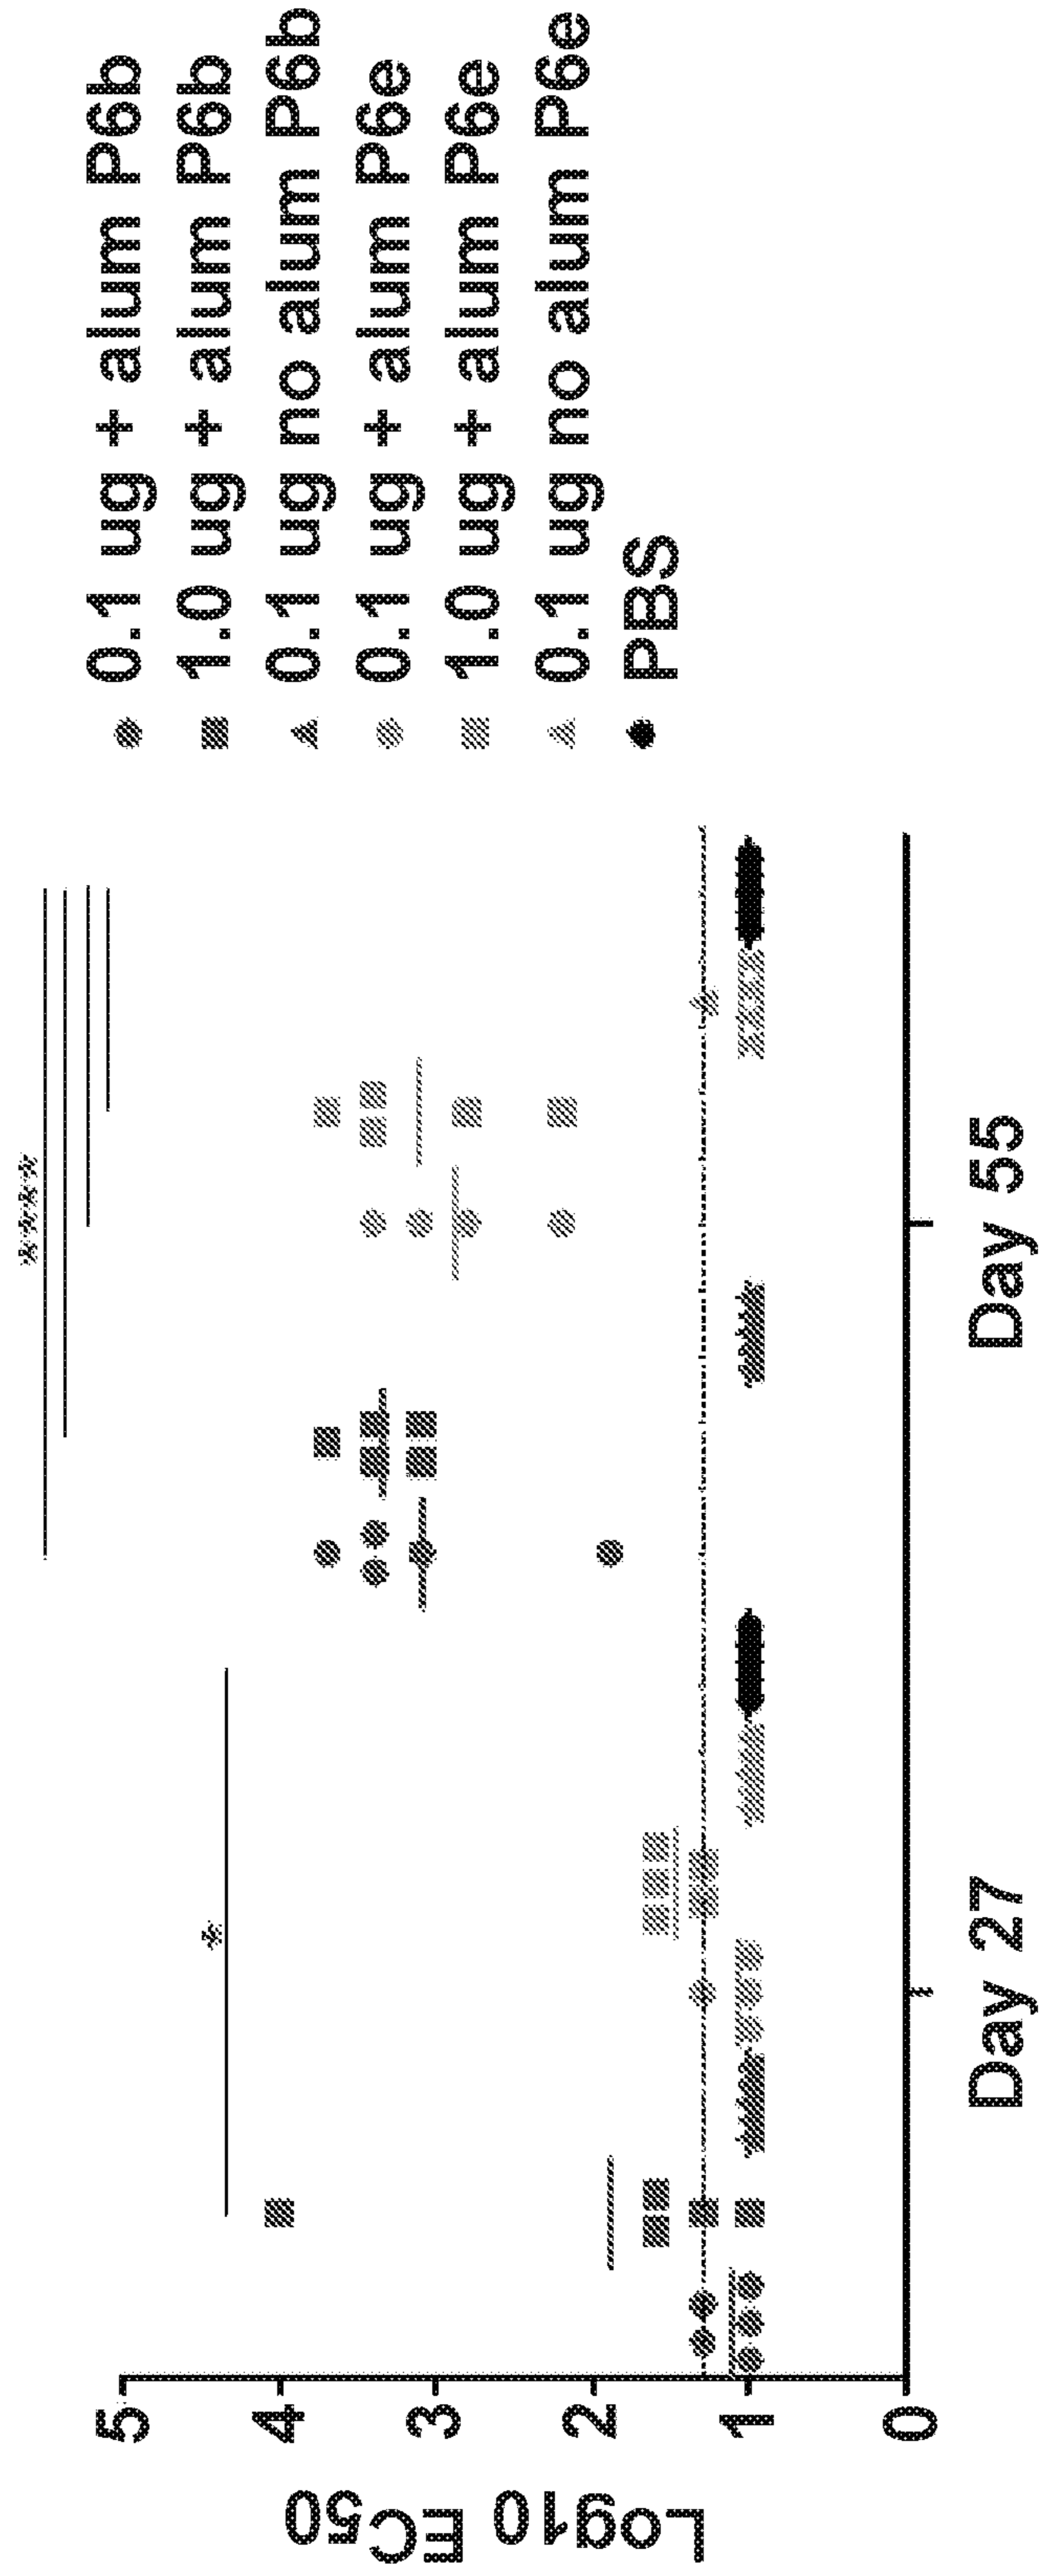 Log10 EC50
5
4
3
2
1
0
*
****
Day 27
Day 55
0.1 ug + alum P6b
1.0 ug + alum P6b
0.1 ug no alum P6b
0.1 ug + alum P6e
1.0 ug + alum P6e
0.1 ug no alum P6e
PBS